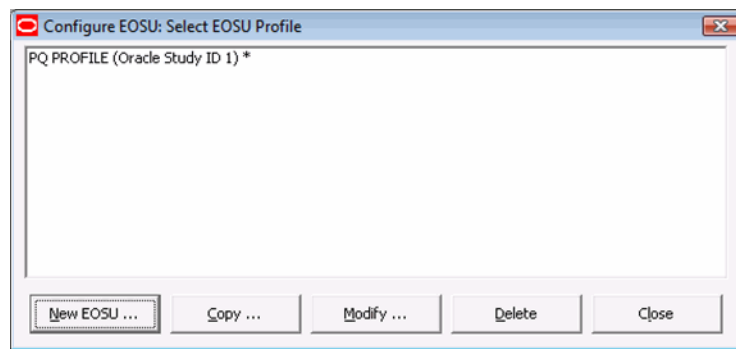 Configure EOSU: Select EOSU Profile
PQ PROFILE (Oracle Study ID 1) *
New EOSU ...
Copy ...
Modify ...
Delete
Close